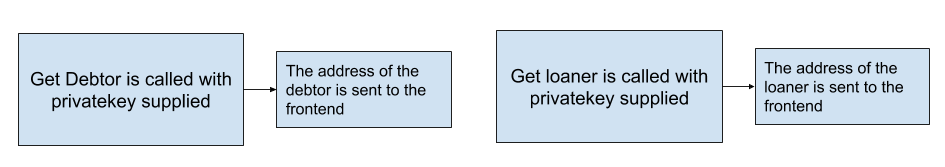 Get Debtor is called with
privatekey supplied
The address of the
debtor is sent to the
frontend
Get loaner is called with
privatekey supplied
The address of the
loaner is sent to the
frontend